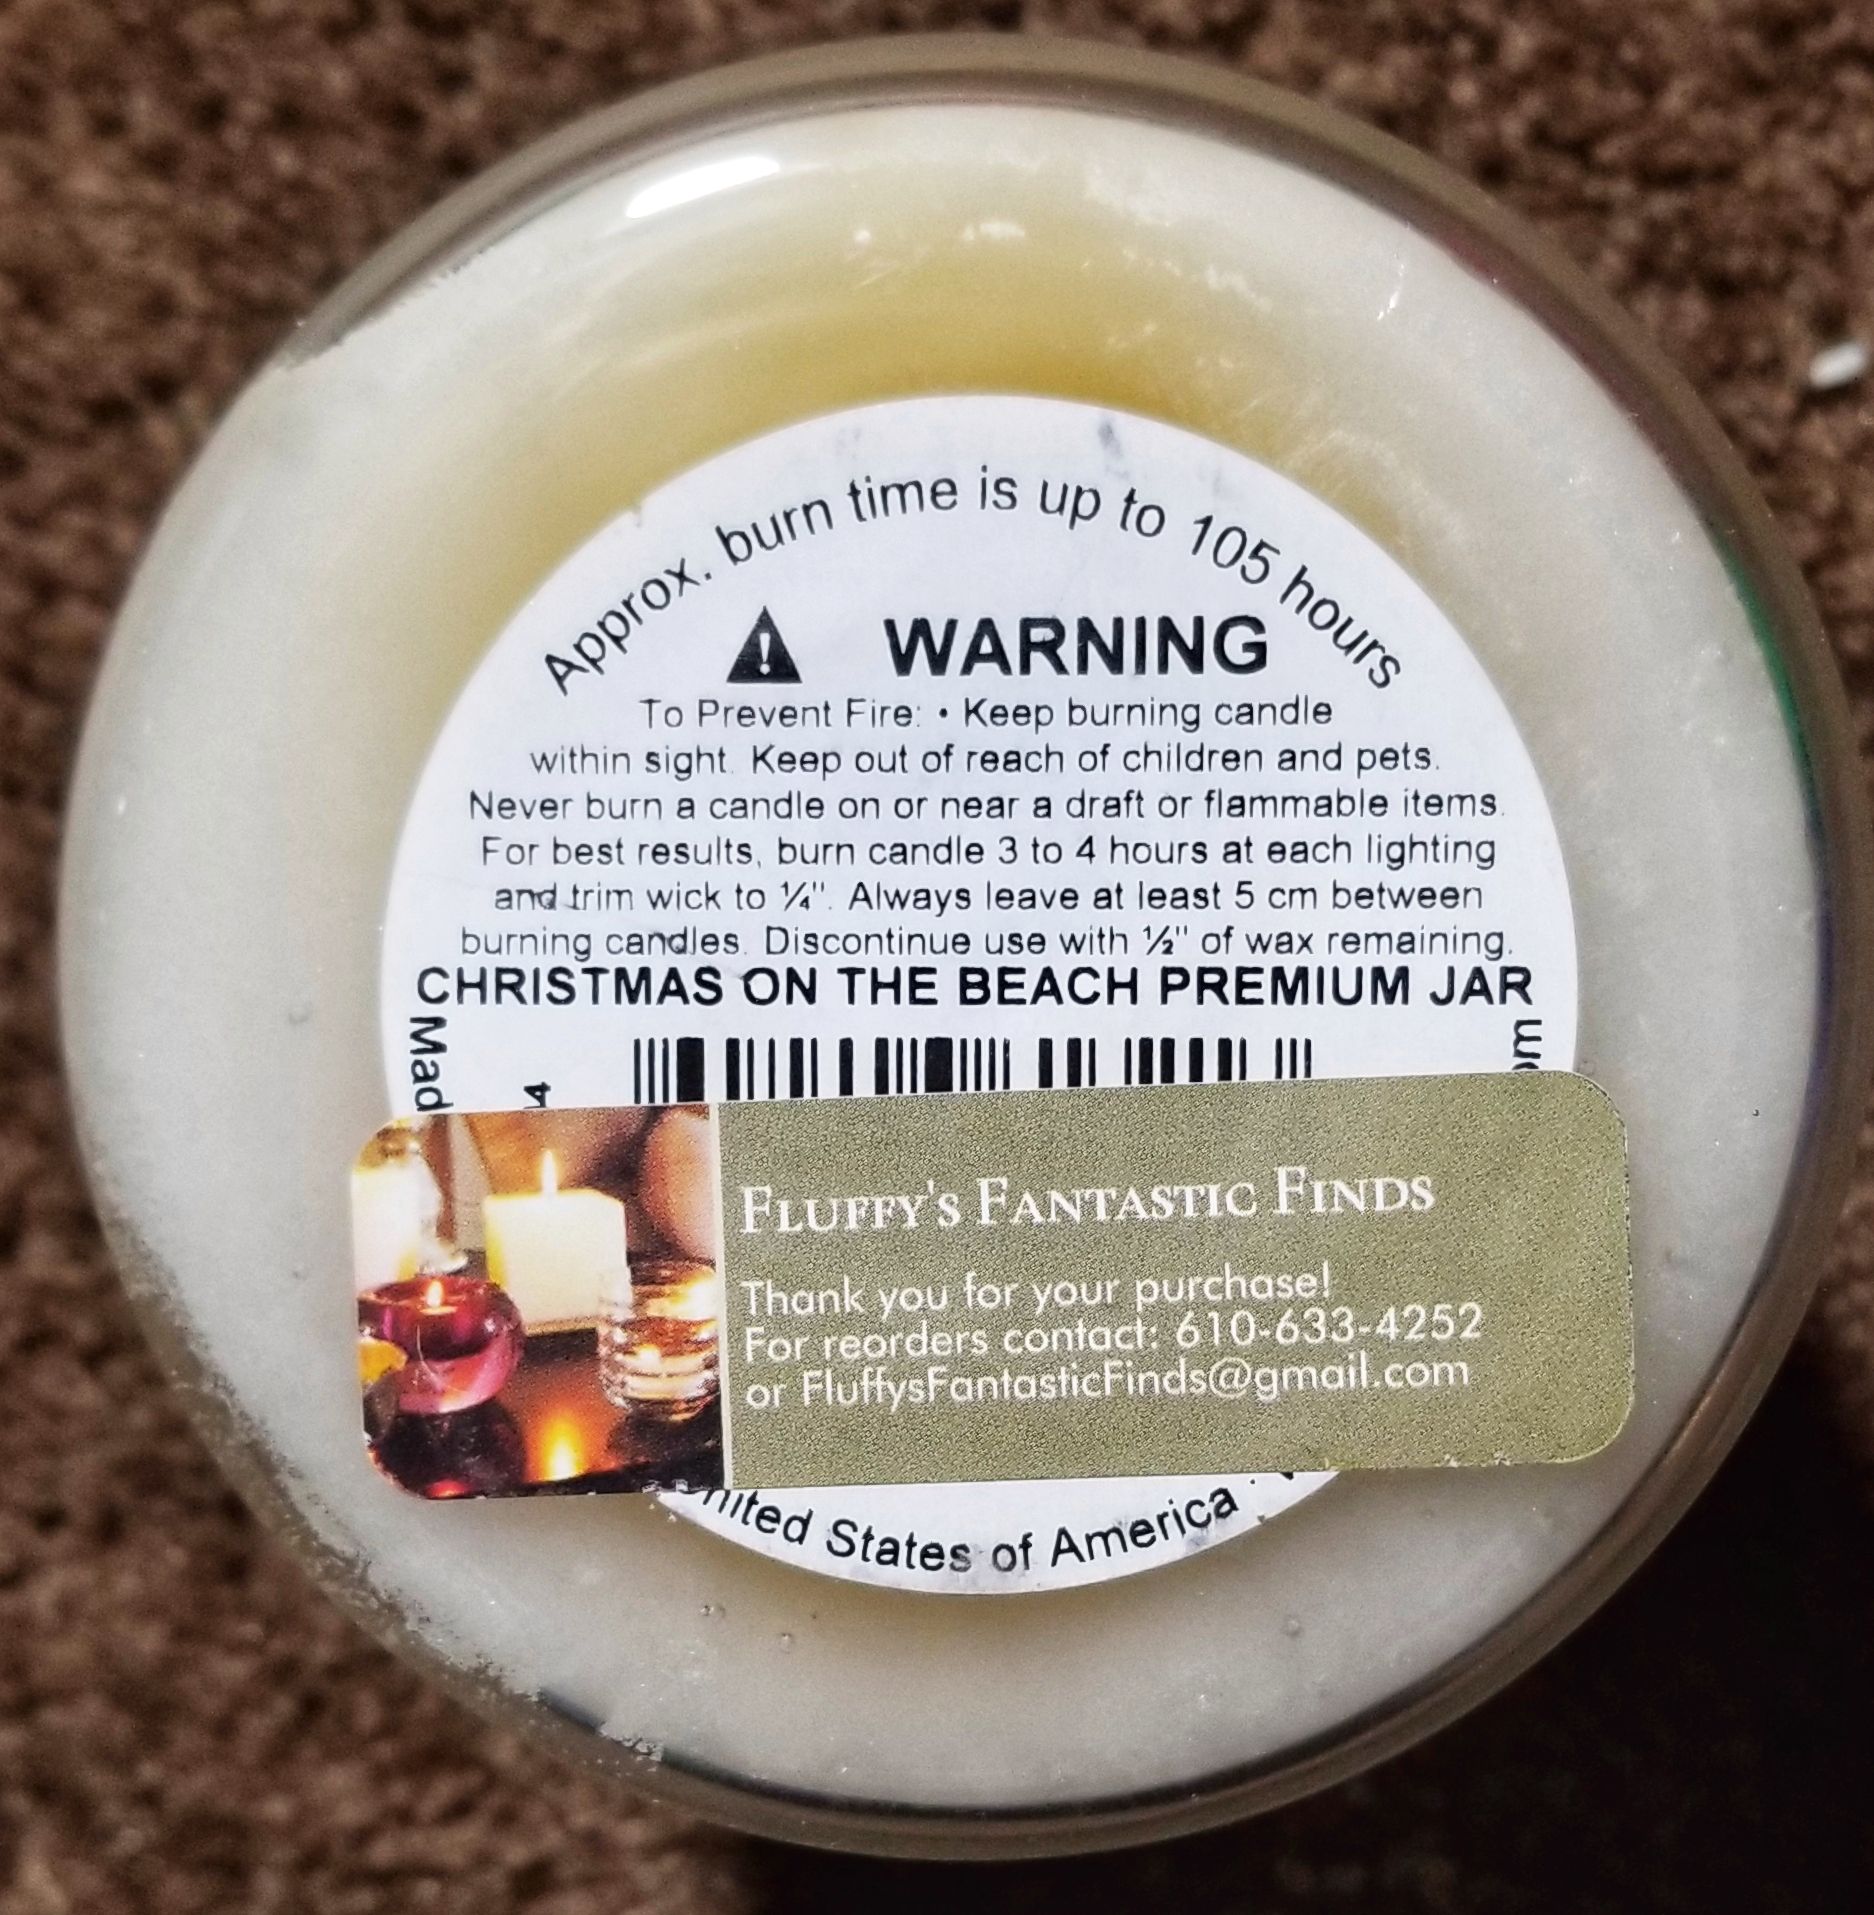 Approx. burn time is up to 105 hours
WARNING
To Prevent Fire: • Keep burning candle
within sight. Keep out of reach of children and pets.
Never burn a candle on or near a draft or flammable items.
For best results, burn candle 3 to 4 hours at each lighting
and trim wick to ¼". Always leave at least 5 cm between
burning candles. Discontinue use with ½" of wax remaining.
CHRISTMAS ON THE BEACH PREMIUM JAR
FLUFFY'S FANTASTIC FINDS
Thank you for your purchase!
For reorders contact: 610-633-4252
or FluffysFantasticFinds@gmail.com
States of America